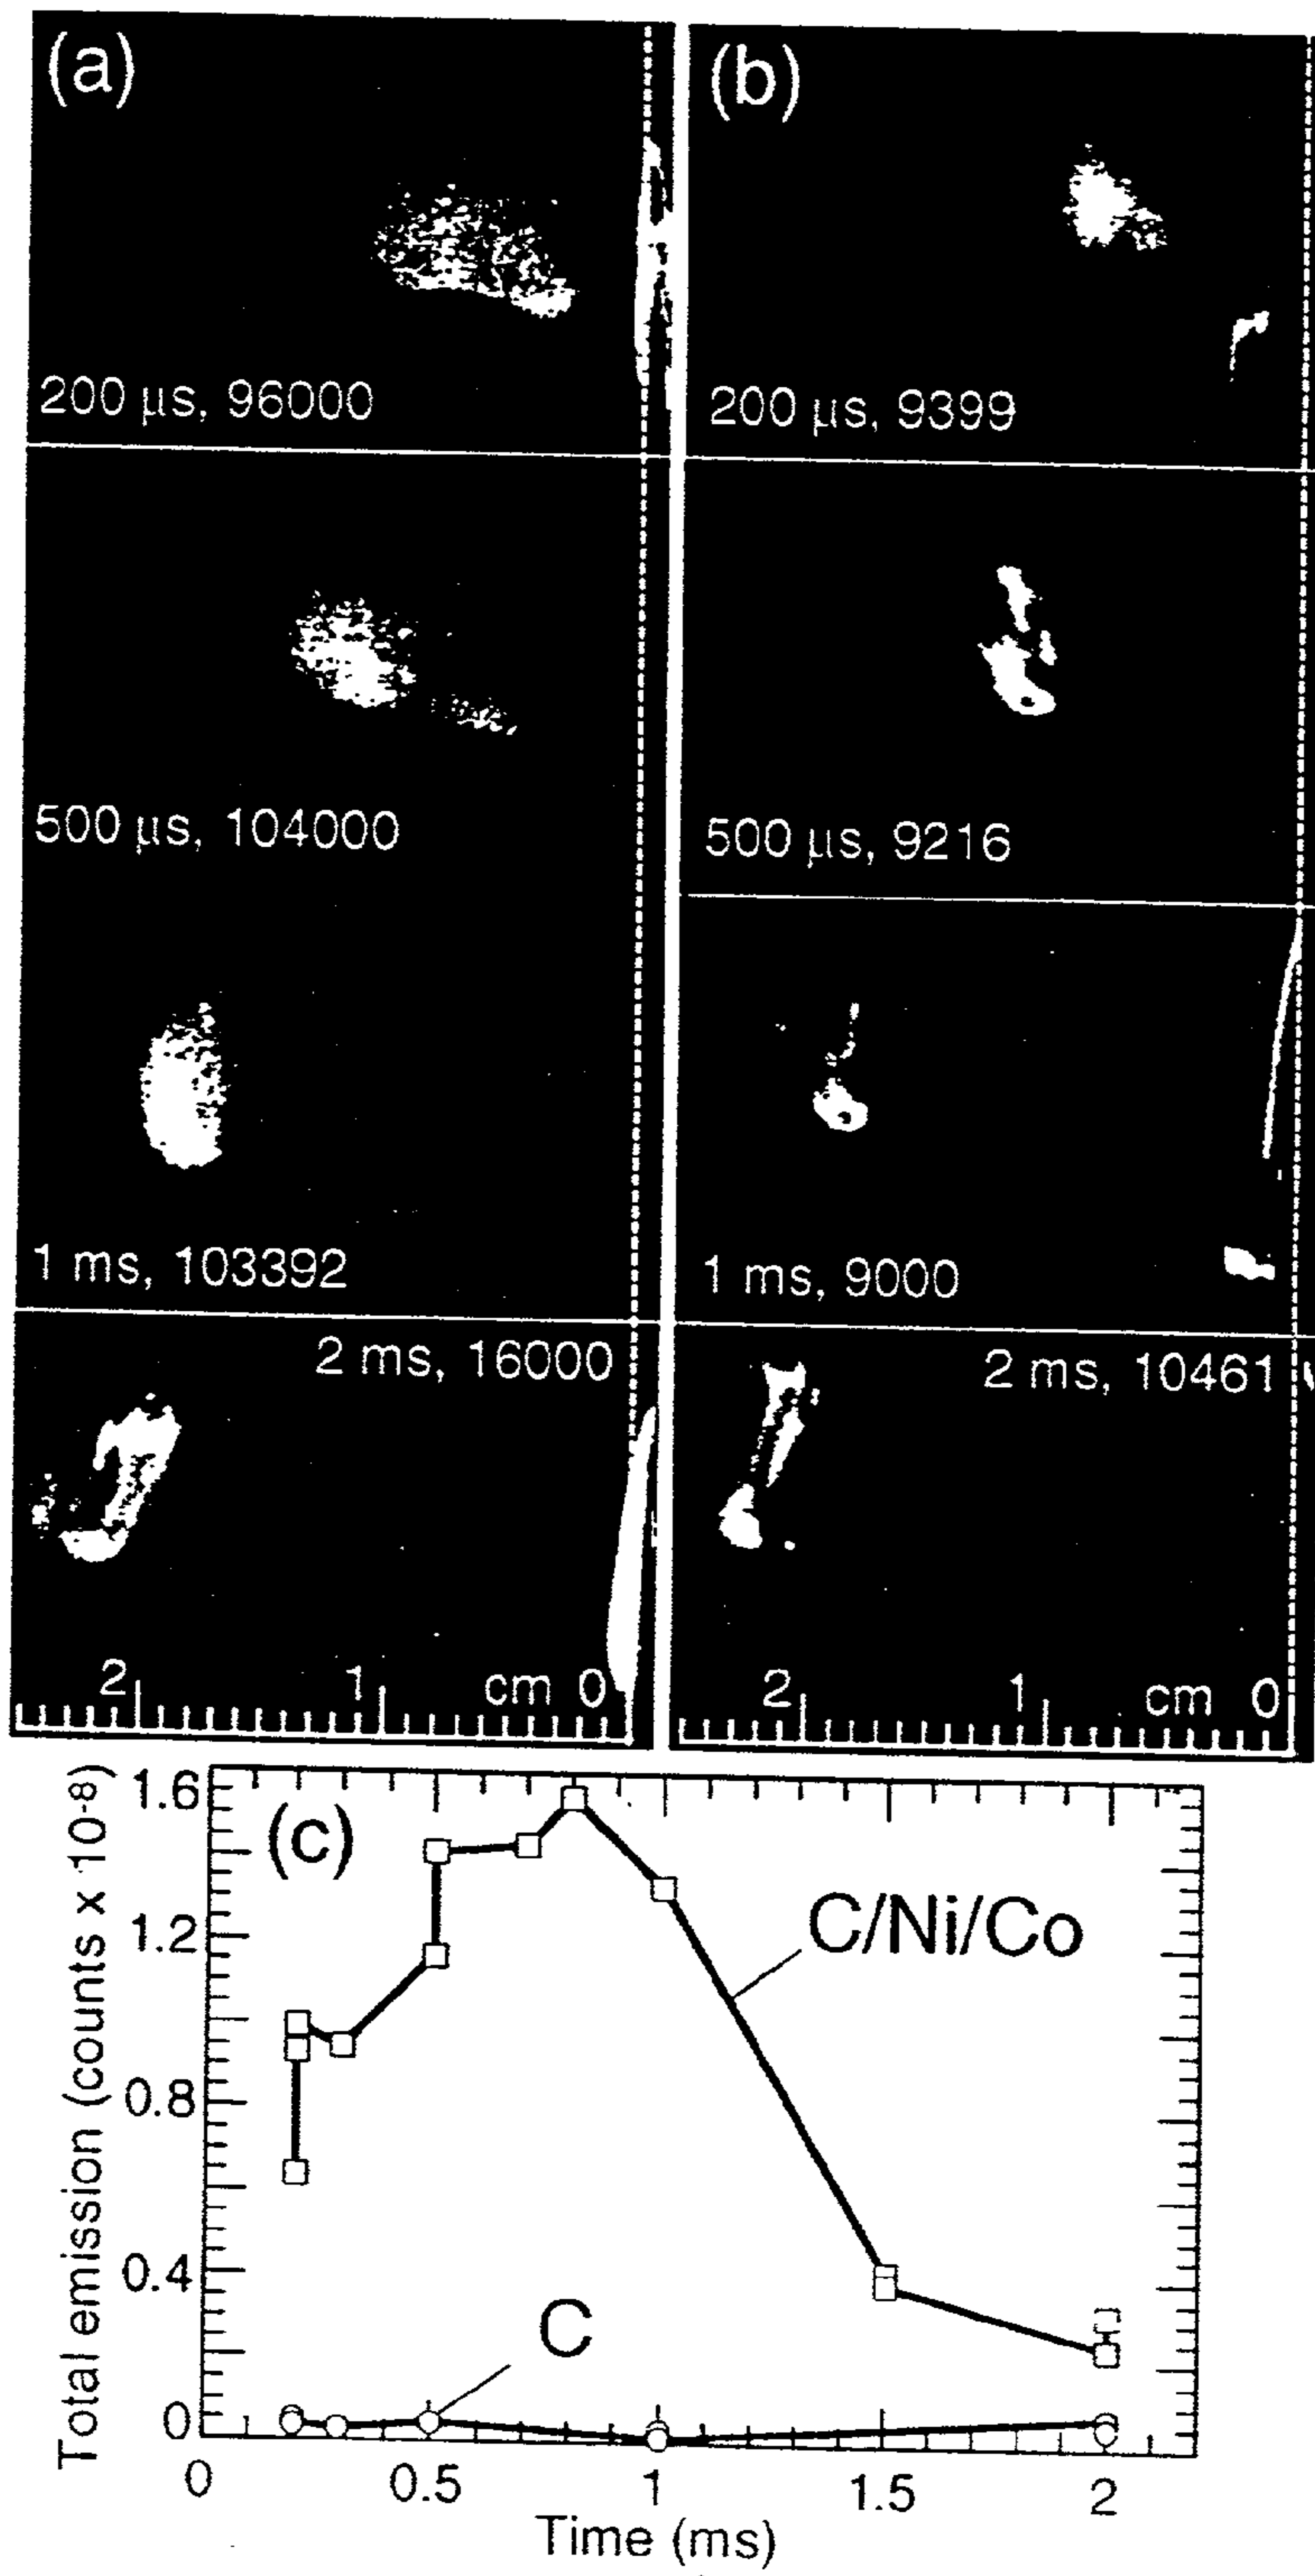 (a)
200 μs, 96000
500 μs, 104000
1 ms, 103392
2 ms, 16000
2 1 cm 0
(b)
200 μs, 9399
500 μs, 9216
1 ms, 9000
2 ms, 10461
2 1 cm 0
(c)
Total emission (counts x 10-8)
1.6
1.2
0.8
0.4
0
C/Ni/Co
C
0 0.5 1 1.5 2
Time (ms)